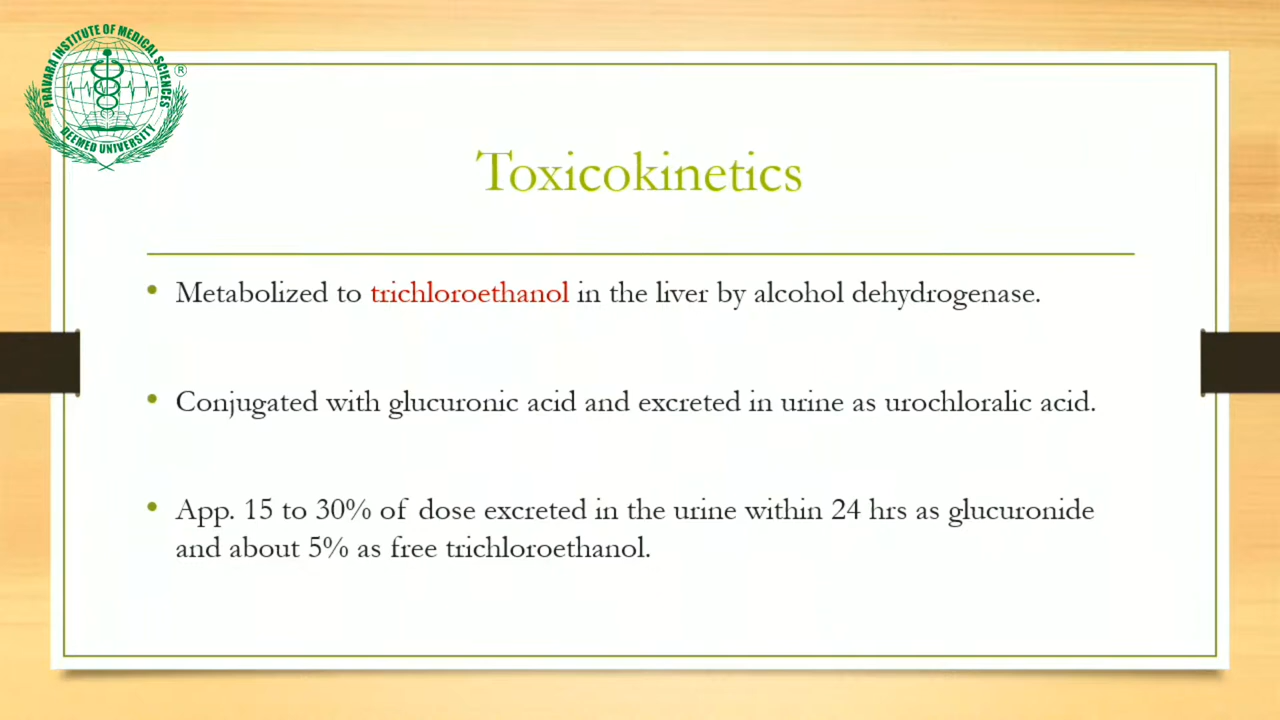 PRAVARA INSTITUTE OF MEDICAL SCIENCES
®
DEEMED UNIVERSITY
Toxicokinetics
• Metabolized to trichloroethanol in the liver by alcohol dehydrogenase.
• Conjugated with glucuronic acid and excreted in urine as urochloralic acid.
• App. 15 to 30% of dose excreted in the urine within 24 hrs as glucuronide
and about 5% as free trichloroethanol.